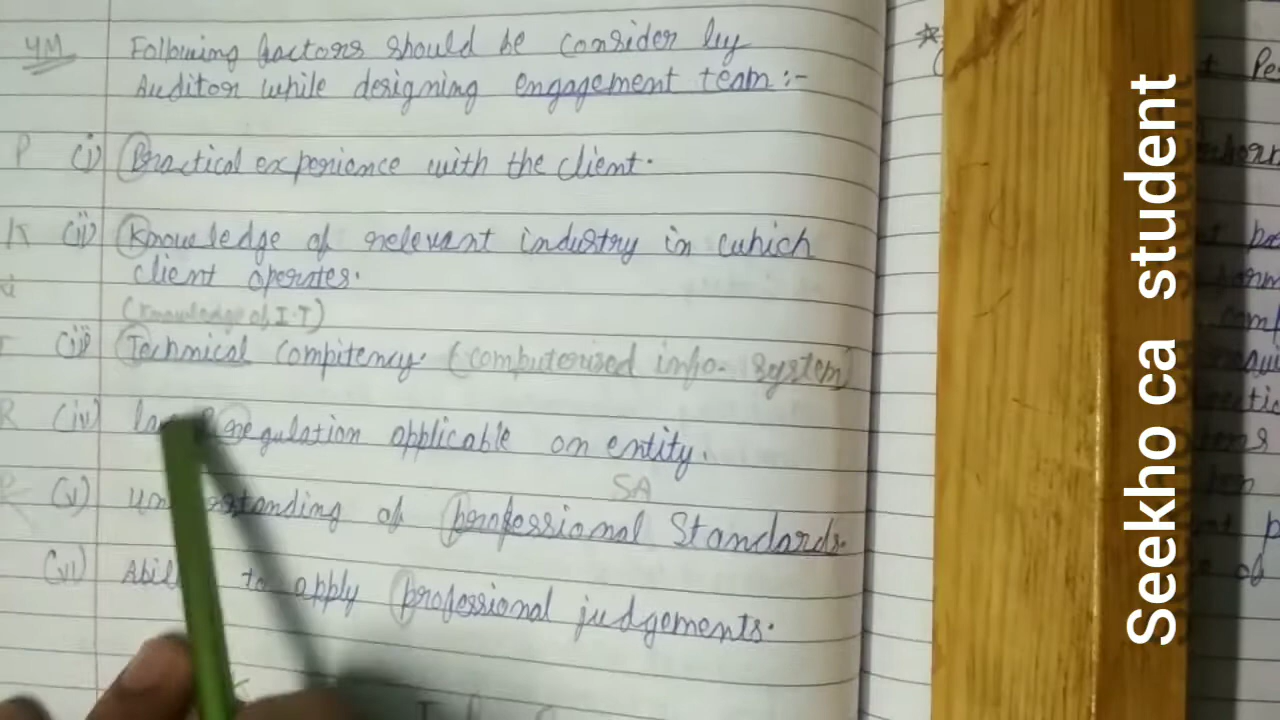 4M
Following factors should be consider by
Auditor while designing engagement team :-
P (i) Practical experience with the client.
K (ii) Knowledge of relevant industry in which
client operates.
(Knowledge of I.T)
(iii) Technical Compitency. (computerised info. system)
R (iv) regulation applicable on entity.
SA
(v) of professional Standards.
(vi) to apply professional judgements.
Seekho ca student